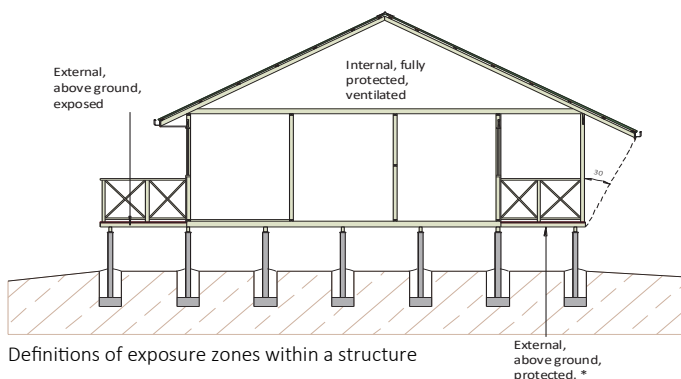 External,
above ground,
exposed
Internal, fully
protected,
ventilated
30
Definitions of exposure zones within a structure
External,
above ground,
protected. *